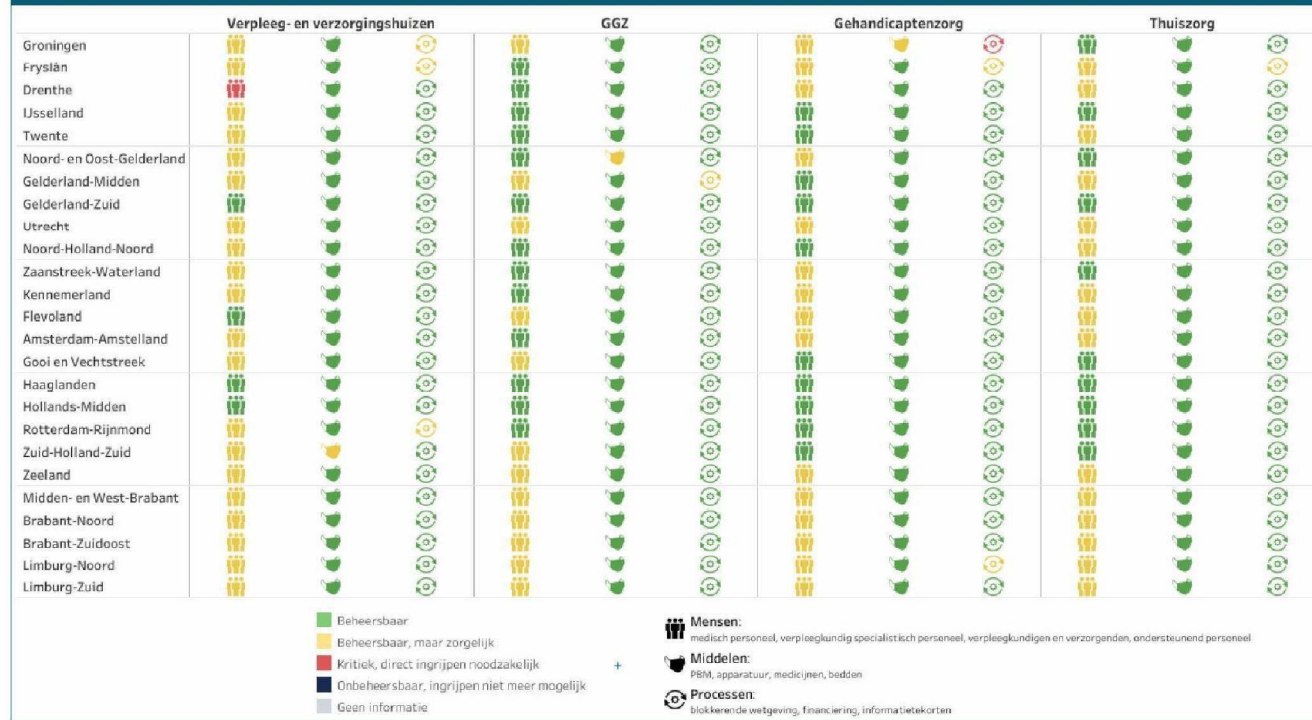 Verpleeg- en verzorgingshuizen GGZ Gehandicaptenzorg Thuiszorg
Groningen
Fryslân
Drenthe
IJsselland
Twente
Noord- en Oost-Gelderland
Gelderland-Midden
Gelderland-Zuid
Utrecht
Noord-Holland-Noord
Zaanstreek-Waterland
Kennemerland
Flevoland
Amsterdam-Amstelland
Gooi en Vechtstreek
Haaglanden
Hollands-Midden
Rotterdam-Rijnmond
Zuid-Holland-Zuid
Zeeland
Midden- en West-Brabant
Brabant-Noord
Brabant-Zuidoost
Limburg-Noord
Limburg-Zuid
Beheersbaar
Beheersbaar, maar zorgelijk
Kritiek, direct ingrijpen noodzakelijk
Onbeheersbaar, ingrijpen niet meer mogelijk
Geen informatie
+
Mensen:
medisch personeel, verpleegkundig specialistisch personeel, verpleegkundigen en verzorgenden, ondersteunend personeel
Middelen:
PBM, apparatuur, medicijnen, bedden
Processen:
blokkerende wetgeving, financiering, informatietekorten